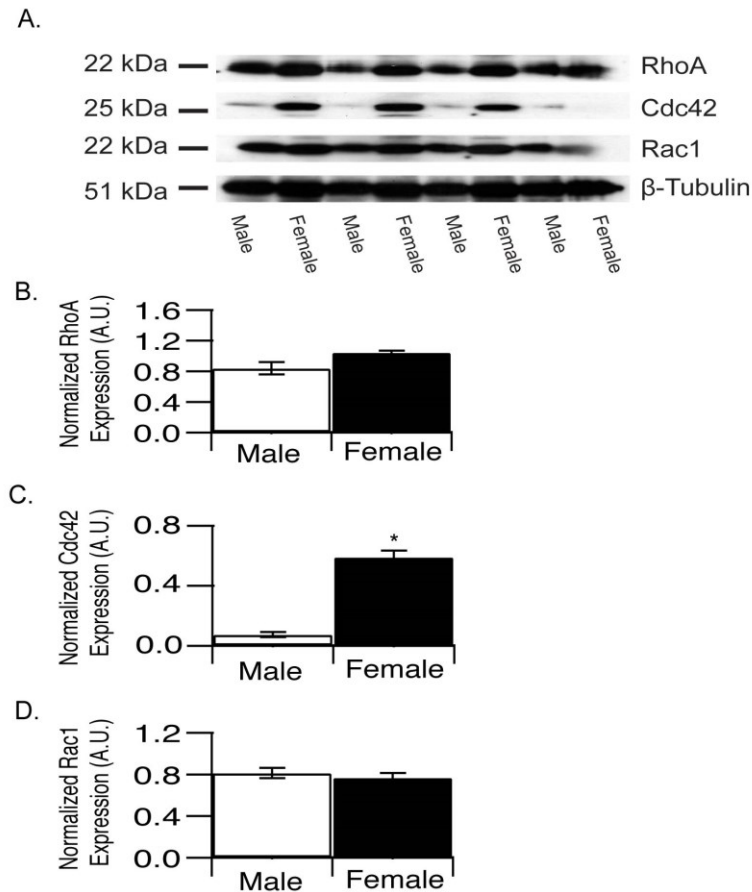 A.
22 kDa RhoA
25 kDa Cdc42
22 kDa Rac1
51 kDa β-Tubulin
Male Female Male Female Male Female Male Female
B.
Normalized RhoA
Expression (A.U.)
1.6
1.2
0.8
0.4
0.0
Male Female
C.
Normalized Cdc42
Expression (A.U.)
0.8
0.4
0.0
*
Male Female
D.
Normalized Rac1
Expression (A.U.)
1.2
0.8
0.4
0.0
Male Female